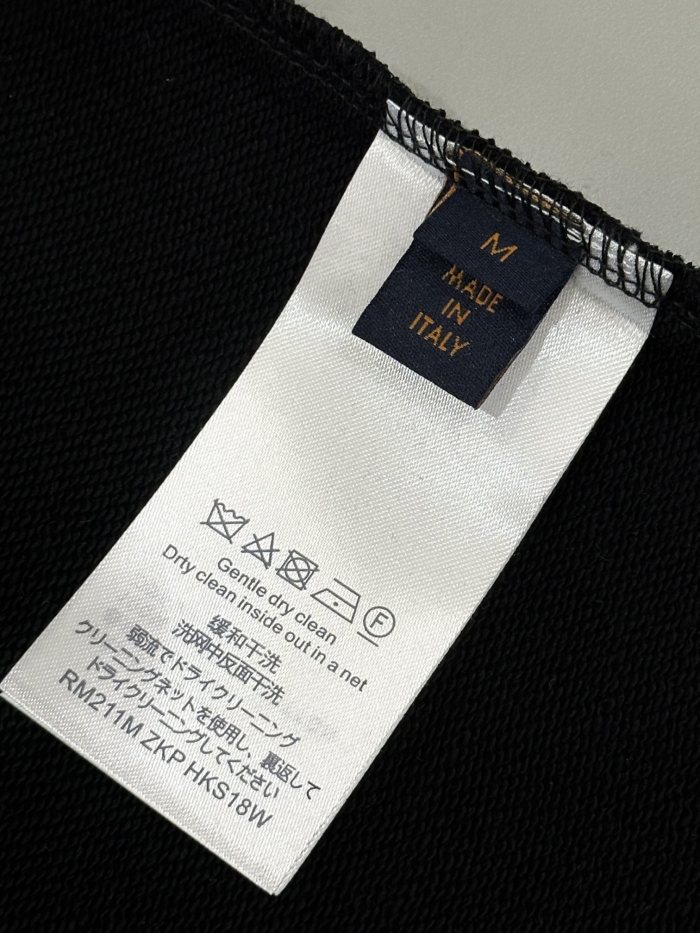 M
MADE
IN
ITALY
F
Gentle dry clean
Drty clean inside out in a net
缓和干洗
洗网中反面干洗
弱流でドライクリーニング
クリーニングネットを使用し、裏返して
ドライクリーニングしてください
RM211M ZKP HKS18W